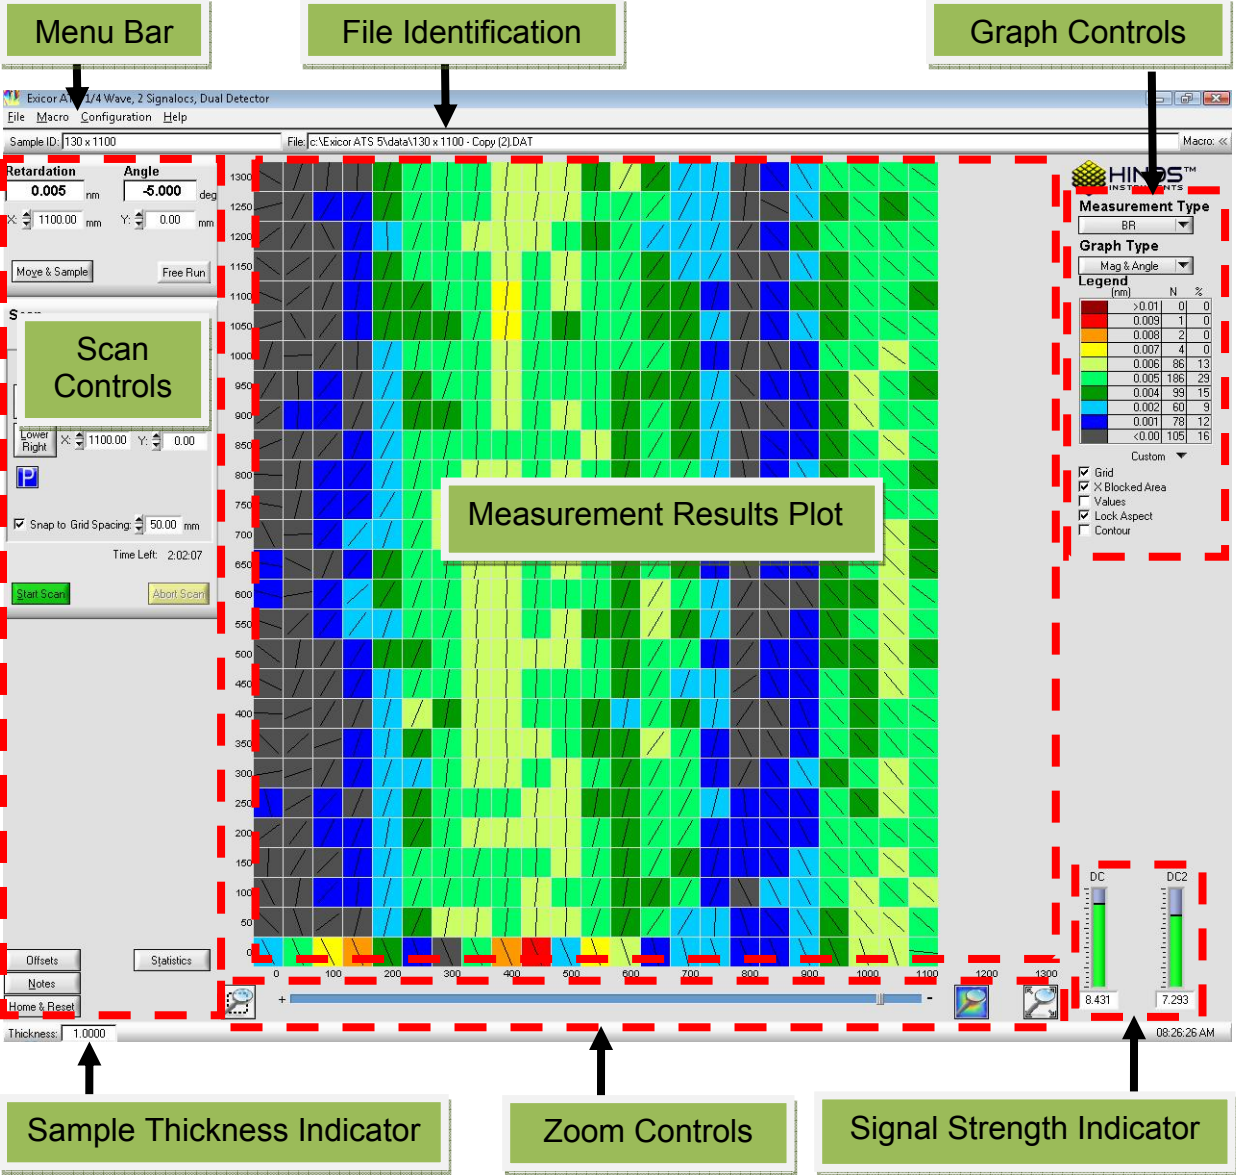 Menu Bar
File Identification
Graph Controls
Exicor AT 1/4 Wave, 2 Signalocs, Dual Detector
File Macro Configuration Help
Sample ID: 130 x 1100
File: c:\Exicor ATS 5\data\130 x 1100 - Copy (2).DAT
Macro: <<
Retardation Angle
0.005 nm -5.000 deg
X: 1100.00 mm Y: 0.00 mm
Move & Sample Free Run
Scan Controls
Lower Right X: 1100.00 Y: 0.00
P
Snap to Grid Spacing: 50.00 mm
Time Left: 2:02:07
Start Scan Abort Scan
Offsets Statistics
Notes
Home & Reset
Thickness: 1.0000
1300
1250
1200
1150
1100
1050
1000
950
900
850
800
750
700
650
600
550
500
450
400
350
300
250
200
150
100
50
0
0 100 200 300 400 500 600 700 800 900 1000 1100 1200 1300
Measurement Results Plot
+ -
HINDS™
INSTRUMENTS
Measurement Type
BR
Graph Type
Mag & Angle
Legend
(nm) N %
>0.01 0 0
0.009 1 0
0.008 2 0
0.007 4 0
0.006 86 13
0.005 186 29
0.004 99 15
0.002 60 9
0.001 78 12
<0.00 105 16
Custom
Grid
X Blocked Area
Values
Lock Aspect
Contour
DC DC2
8.431 7.293
08:26:26 AM
Sample Thickness Indicator
Zoom Controls
Signal Strength Indicator